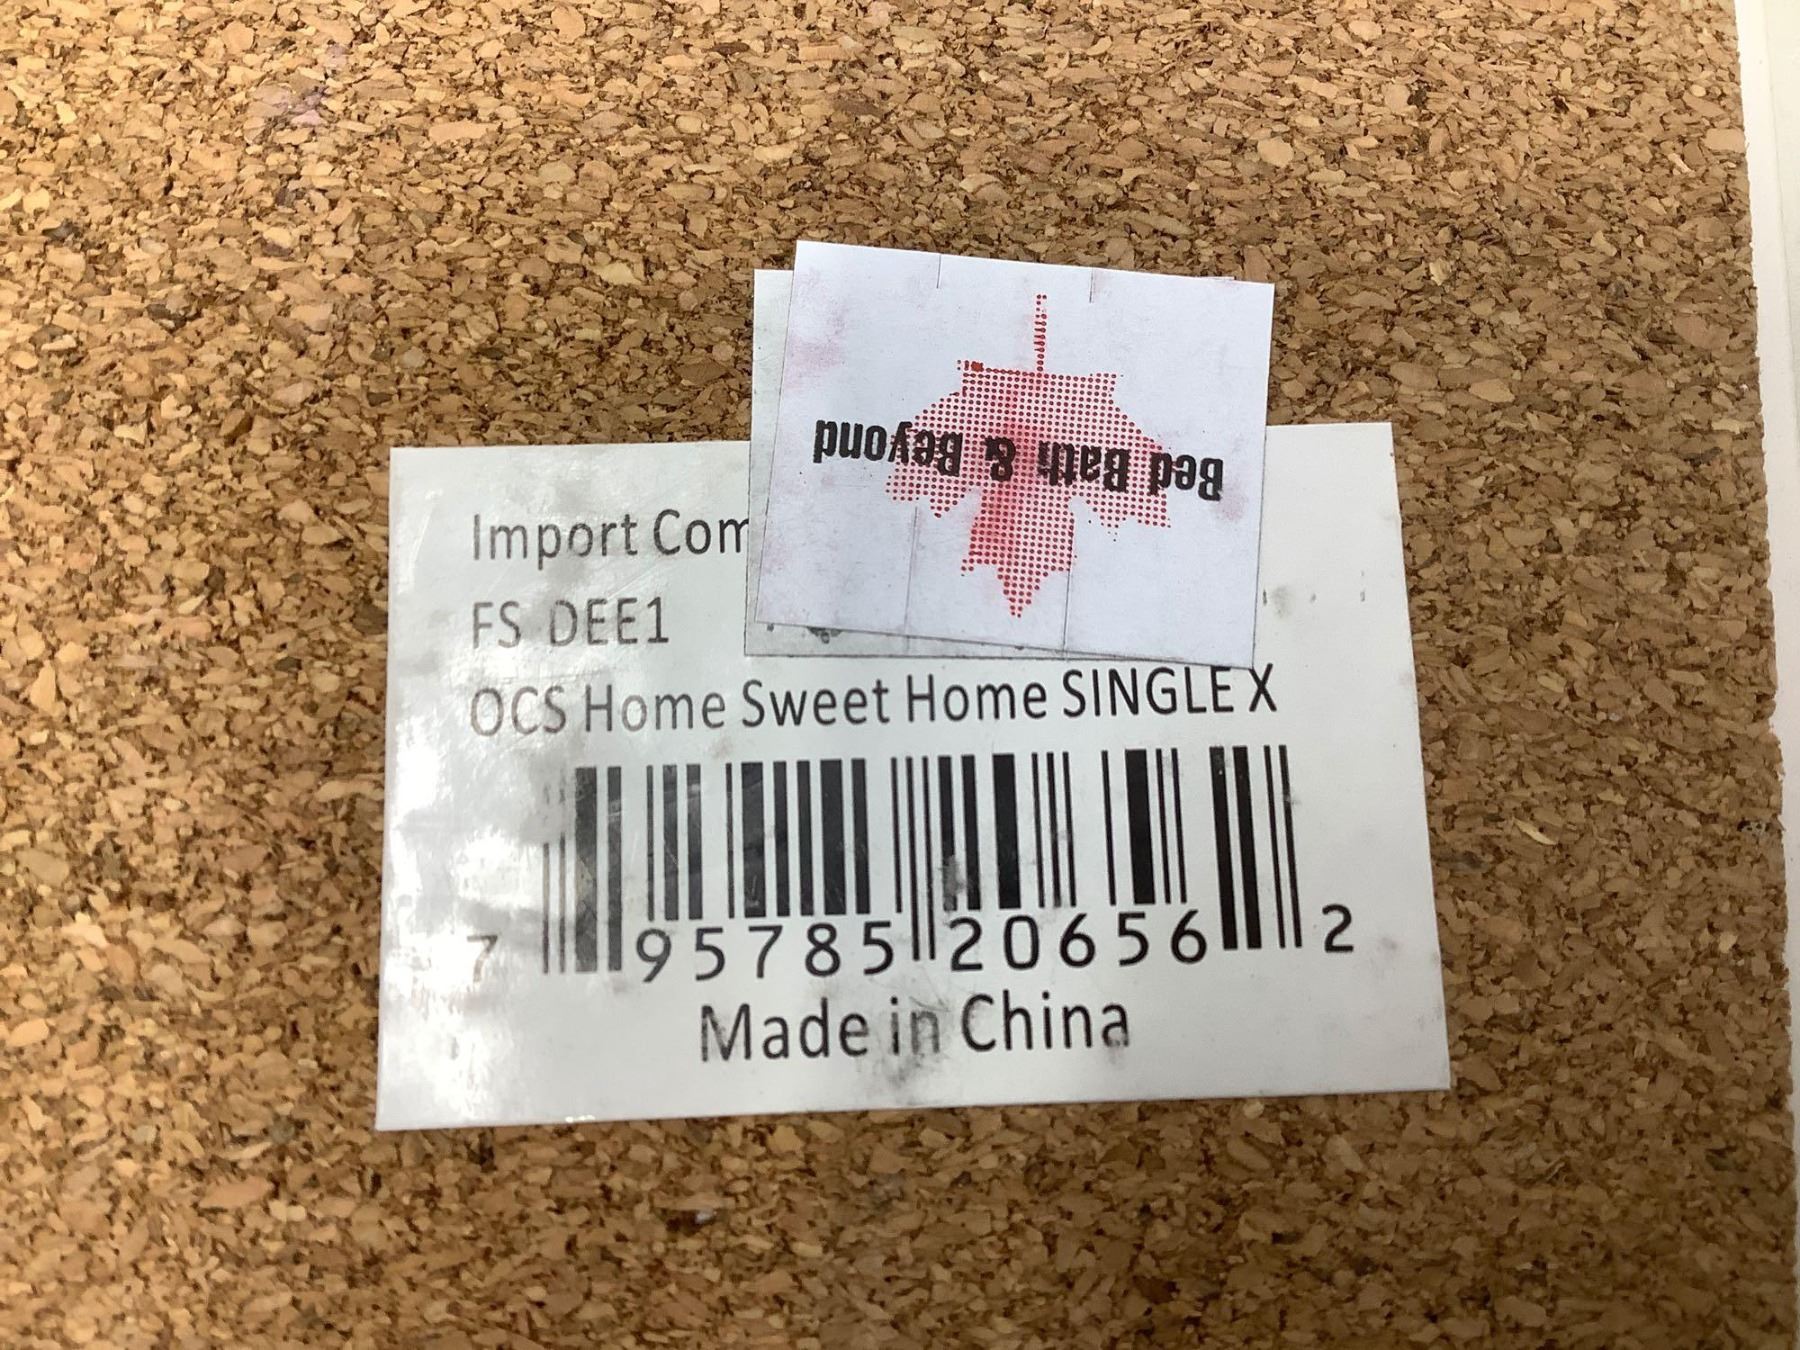 Bed Bath & Beyond
Import Com
FS DEE1
OCS Home Sweet Home SINGLE X
7 95785 20656 2
Made in China